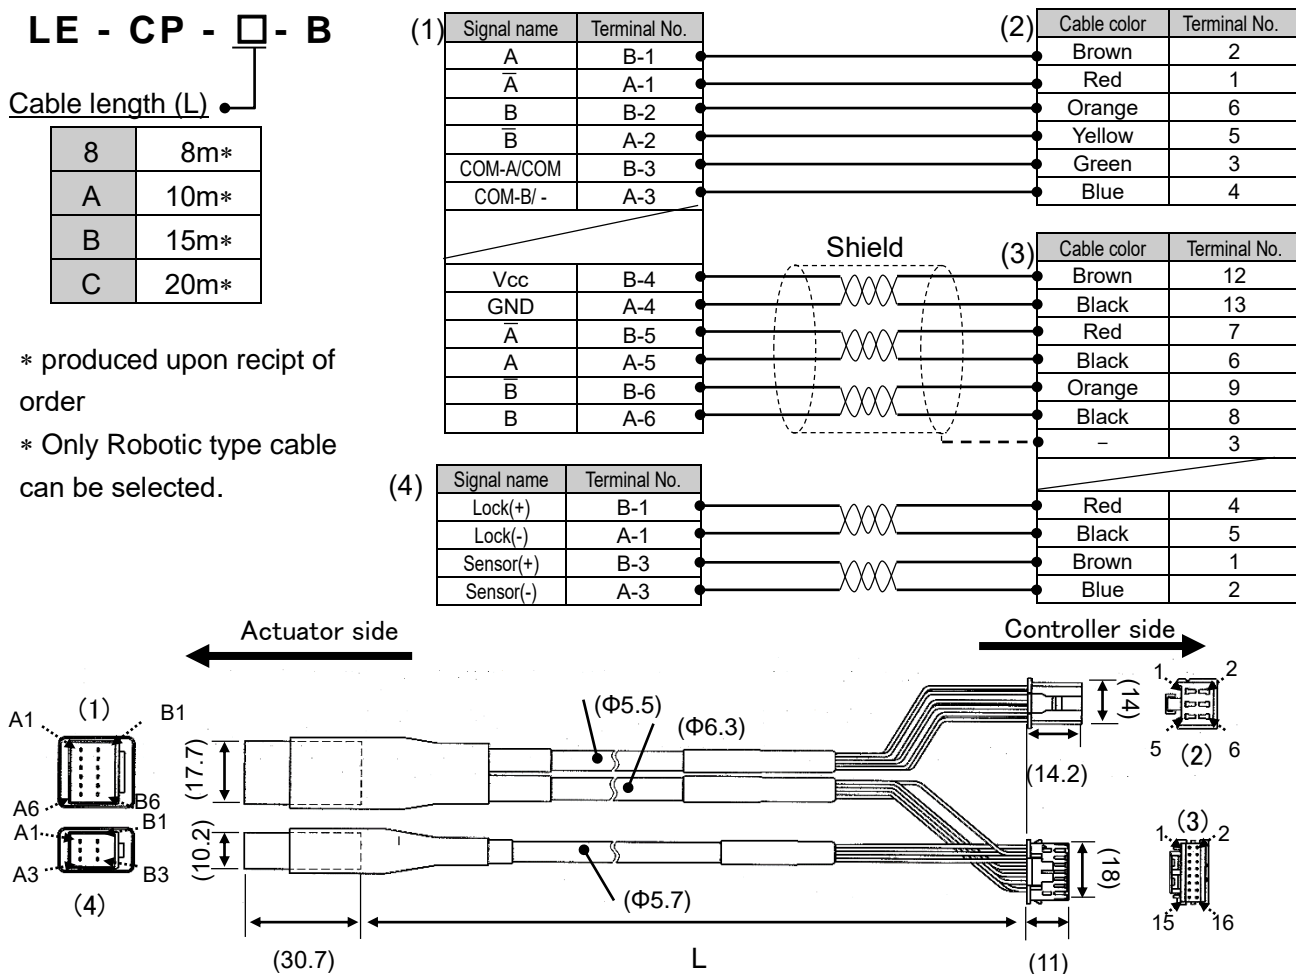 LE - CP - □ - B
Cable length (L)
8 8m*
A 10m*
B 15m*
C 20m*
* produced upon recipt of
order
* Only Robotic type cable
can be selected.
(1)
Signal name Terminal No.
A B-1
A̅ A-1
B B-2
B̅ A-2
COM-A/COM B-3
COM-B/ - A-3
Vcc B-4
GND A-4
A̅ B-5
A A-5
B̅ B-6
B A-6
Shield
(2)
Cable color Terminal No.
Brown 2
Red 1
Orange 6
Yellow 5
Green 3
Blue 4
(3)
Cable color Terminal No.
Brown 12
Black 13
Red 7
Black 6
Orange 9
Black 8
– 3
Red 4
Black 5
Brown 1
Blue 2
(4)
Signal name Terminal No.
Lock(+) B-1
Lock(-) A-1
Sensor(+) B-3
Sensor(-) A-3
Actuator side
Controller side
(1)
A1 B1
A6 B6
A1 B1
A3 B3
(4)
(17.7)
(10.2)
(30.7)
(Φ5.5)
(Φ6.3)
(Φ5.7)
L
(14)
(14.2)
(18)
(11)
1 2
5 (2) 6
(3)
1 2
15 16